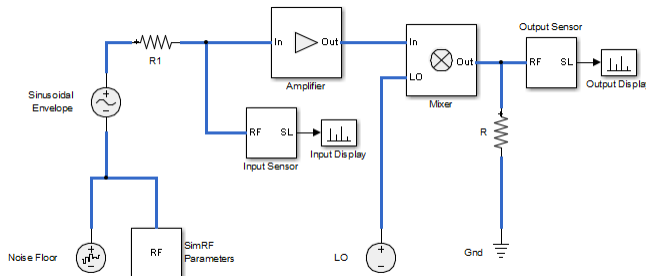 In
Out
Amplifier
R1
In
LO
Out
Mixer
Output Sensor
RF
SL
Output Display
Sinusoidal
Envelope
RF
SL
Input Sensor
Input Display
R
Noise Floor
RF
SimRF
Parameters
LO
Gnd